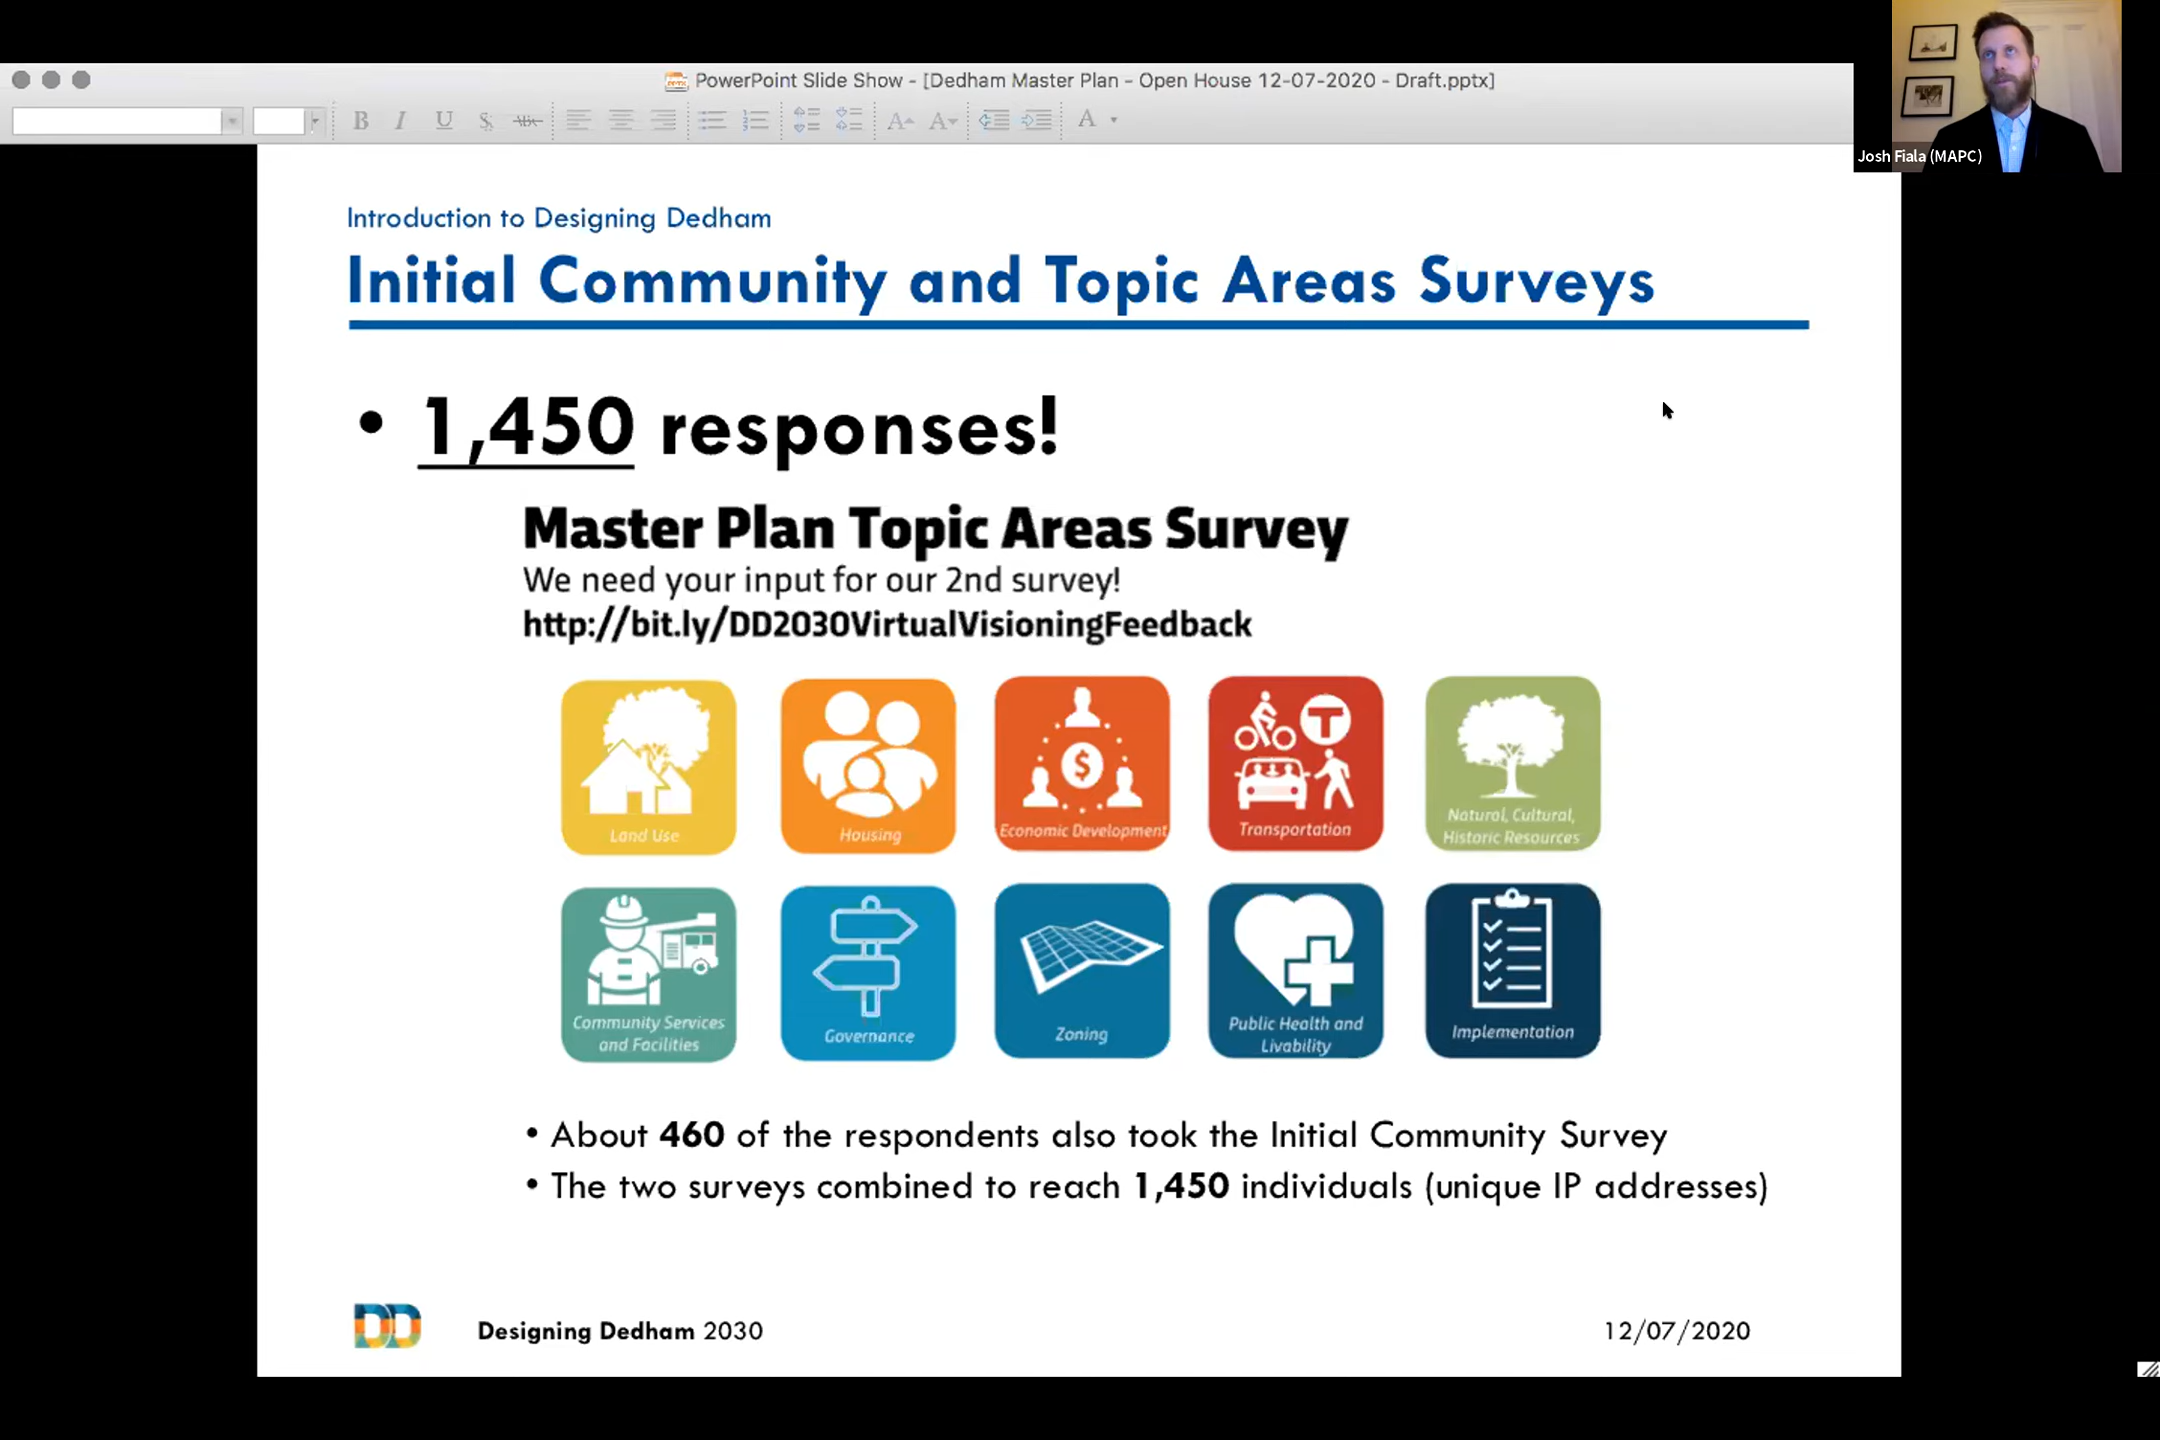 PowerPoint Slide Show - [Dedham Master Plan - Open House 12-07-2020 - Draft.pptx]
B I U S ABC A A A
Josh Fiala (MAPC)
Introduction to Designing Dedham
Initial Community and Topic Areas Surveys
• 1,450 responses!
Master Plan Topic Areas Survey
We need your input for our 2nd survey!
http://bit.ly/DD2030VirtualVisioningFeedback
$
T
Land Use
Housing
Economic Development
Transportation
Natural, Cultural,
Historic Resources
Community Services
and Facilities
Governance
Zoning
Public Health and
Livability
Implementation
• About 460 of the respondents also took the Initial Community Survey
• The two surveys combined to reach 1,450 individuals (unique IP addresses)
DD
Designing Dedham 2030
12/07/2020